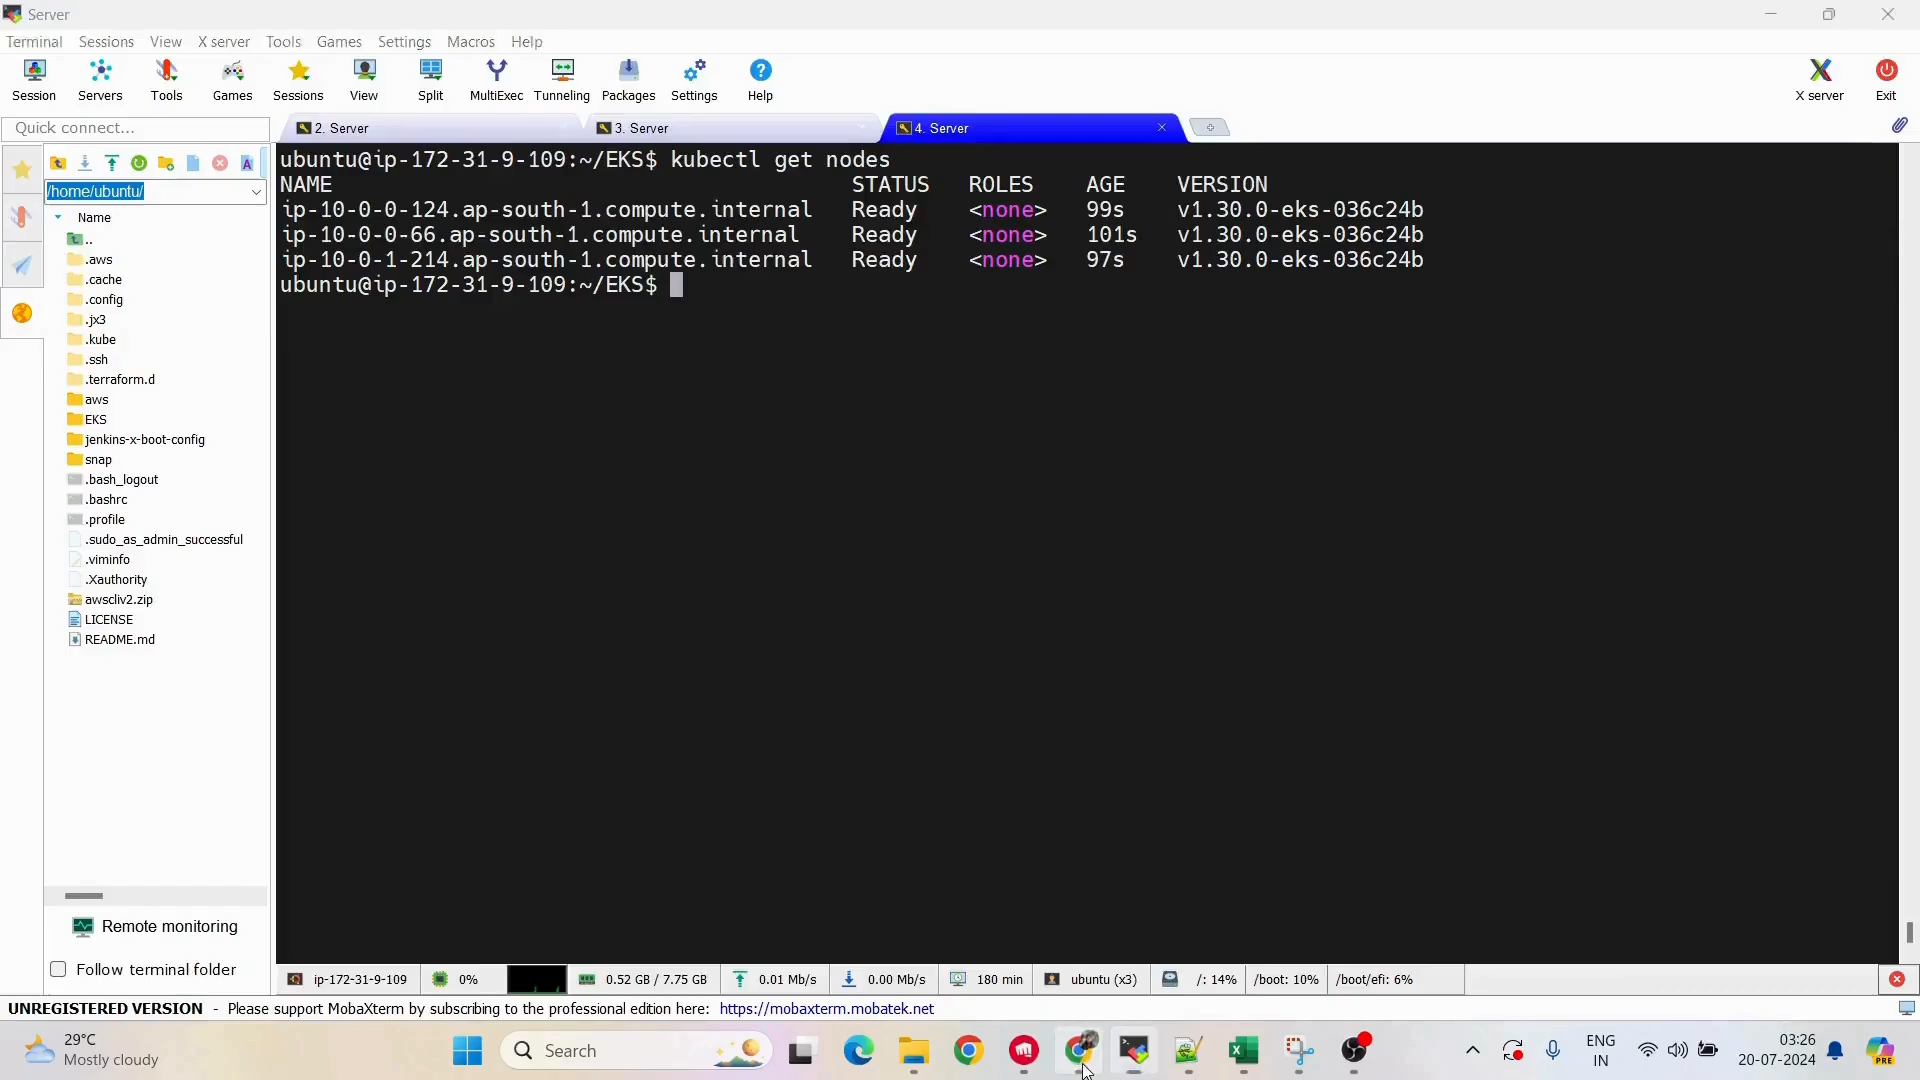 Server
Terminal Sessions View X server Tools Games Settings Macros Help
Session Servers Tools Games Sessions View Split MultiExec Tunneling Packages Settings Help X server Exit
Quick connect...
2. Server
3. Server
4. Server
/home/ubuntu/
Name
..
.aws
.cache
.config
.jx3
.kube
.ssh
.terraform.d
aws
EKS
jenkins-x-boot-config
snap
.bash_logout
.bashrc
.profile
.sudo_as_admin_successful
.viminfo
.Xauthority
awscliv2.zip
LICENSE
README.md
Remote monitoring
Follow terminal folder
ubuntu@ip-172-31-9-109:~/EKS$ kubectl get nodes
NAME STATUS ROLES AGE VERSION
ip-10-0-0-124.ap-south-1.compute.internal Ready <none> 99s v1.30.0-eks-036c24b
ip-10-0-0-66.ap-south-1.compute.internal Ready <none> 101s v1.30.0-eks-036c24b
ip-10-0-1-214.ap-south-1.compute.internal Ready <none> 97s v1.30.0-eks-036c24b
ubuntu@ip-172-31-9-109:~/EKS$
ip-172-31-9-109 0% 0.52 GB / 7.75 GB 0.01 Mb/s 0.00 Mb/s 180 min ubuntu (x3) /: 14% /boot: 10% /boot/efi: 6%
UNREGISTERED VERSION - Please support MobaXterm by subscribing to the professional edition here: https://mobaxterm.mobatek.net
29°C
Mostly cloudy
Search
ENG
IN
03:26
20-07-2024
PRE